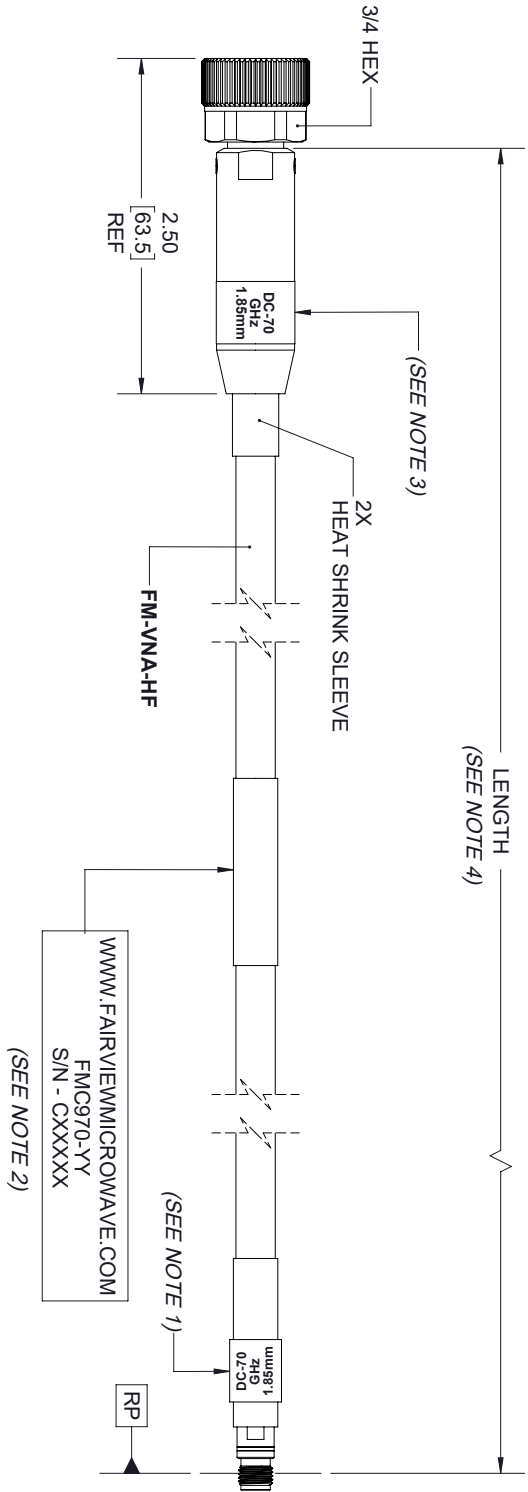 3/4 HEX
2.50
[63.5]
REF
DC-70
GHz
1.85mm
(SEE NOTE 3)
2X
HEAT SHRINK SLEEVE
FM-VNA-HF
LENGTH
(SEE NOTE 4)
WWW.FAIRVIEWMICROWAVE.COM
FMC970-YY
S/N - CXXXXX
(SEE NOTE 2)
(SEE NOTE 1)
1.85mm
GHz
DC-70
RP